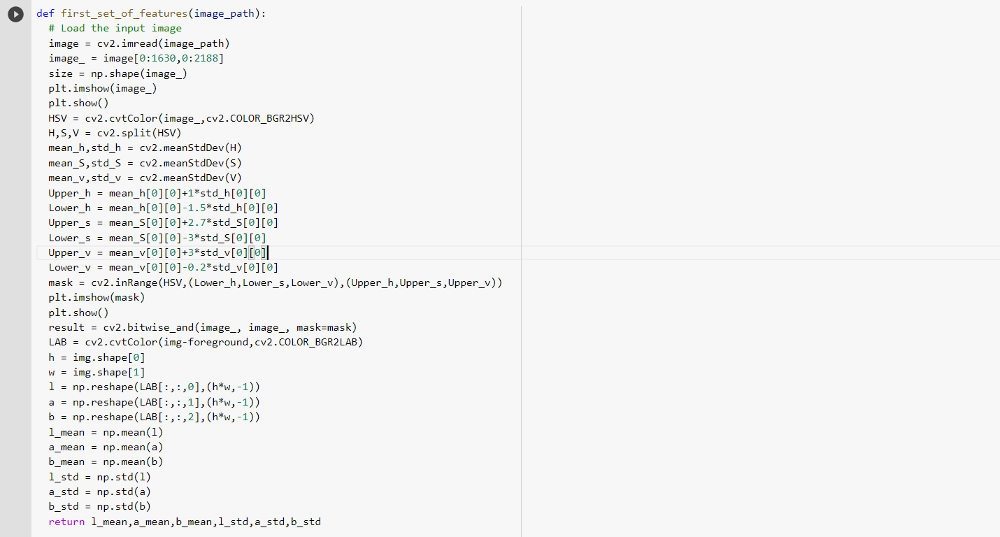 def first_set_of_features(image_path):
  # Load the input image
  image = cv2.imread(image_path)
  image_ = image[0:1630,0:2188]
  size = np.shape(image_)
  plt.imshow(image_)
  plt.show()
  HSV = cv2.cvtColor(image_,cv2.COLOR_BGR2HSV)
  H,S,V = cv2.split(HSV)
  mean_h,std_h = cv2.meanStdDev(H)
  mean_S,std_S = cv2.meanStdDev(S)
  mean_v,std_v = cv2.meanStdDev(V)
  Upper_h = mean_h[0][0]+1*std_h[0][0]
  Lower_h = mean_h[0][0]-1.5*std_h[0][0]
  Upper_s = mean_S[0][0]+2.7*std_S[0][0]
  Lower_s = mean_S[0][0]-3*std_S[0][0]
  Upper_v = mean_v[0][0]+3*std_v[0][0]
  Lower_v = mean_v[0][0]-0.2*std_v[0][0]
  mask = cv2.inRange(HSV,(Lower_h,Lower_s,Lower_v),(Upper_h,Upper_s,Upper_v))
  plt.imshow(mask)
  plt.show()
  result = cv2.bitwise_and(image_, image_, mask=mask)
  LAB = cv2.cvtColor(img-foreground,cv2.COLOR_BGR2LAB)
  h = img.shape[0]
  w = img.shape[1]
  l = np.reshape(LAB[:,:,0],(h*w,-1))
  a = np.reshape(LAB[:,:,1],(h*w,-1))
  b = np.reshape(LAB[:,:,2],(h*w,-1))
  l_mean = np.mean(l)
  a_mean = np.mean(a)
  b_mean = np.mean(b)
  l_std = np.std(l)
  a_std = np.std(a)
  b_std = np.std(b)
  return l_mean,a_mean,b_mean,l_std,a_std,b_std